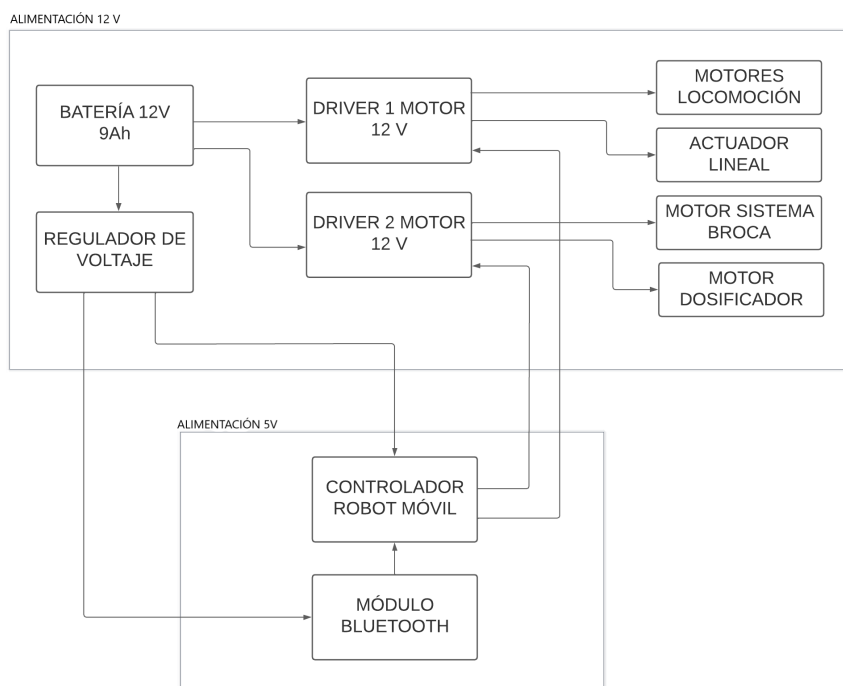 ALIMENTACIÓN 12 V
BATERÍA 12V
9Ah
DRIVER 1 MOTOR
12 V
MOTORES
LOCOMOCIÓN
ACTUADOR
LINEAL
REGULADOR DE
VOLTAJE
DRIVER 2 MOTOR
12 V
MOTOR SISTEMA
BROCA
MOTOR
DOSIFICADOR
ALIMENTACIÓN 5V
CONTROLADOR
ROBOT MÓVIL
MÓDULO
BLUETOOTH